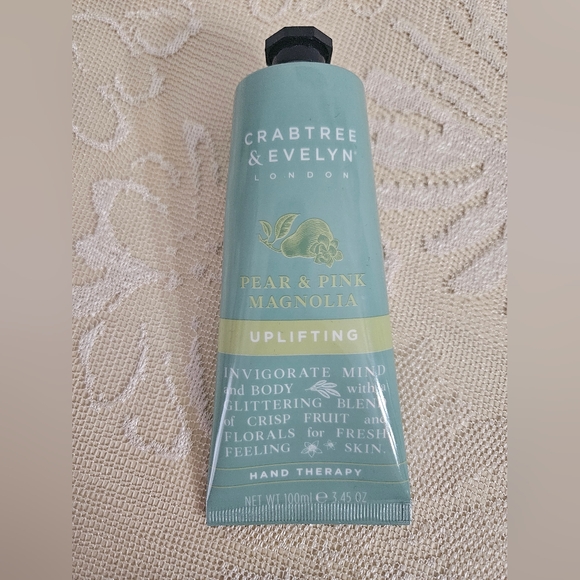 CRABTREE
& EVELYN®
LONDON
PEAR & PINK
MAGNOLIA
UPLIFTING
INVIGORATE MIND
and BODY with a
GLITTERING BLEND
of CRISP FRUIT and
FLORALS for FRESH
FEELING SKIN.
HAND THERAPY
NET WT 100ml ℮ 3.45 OZ